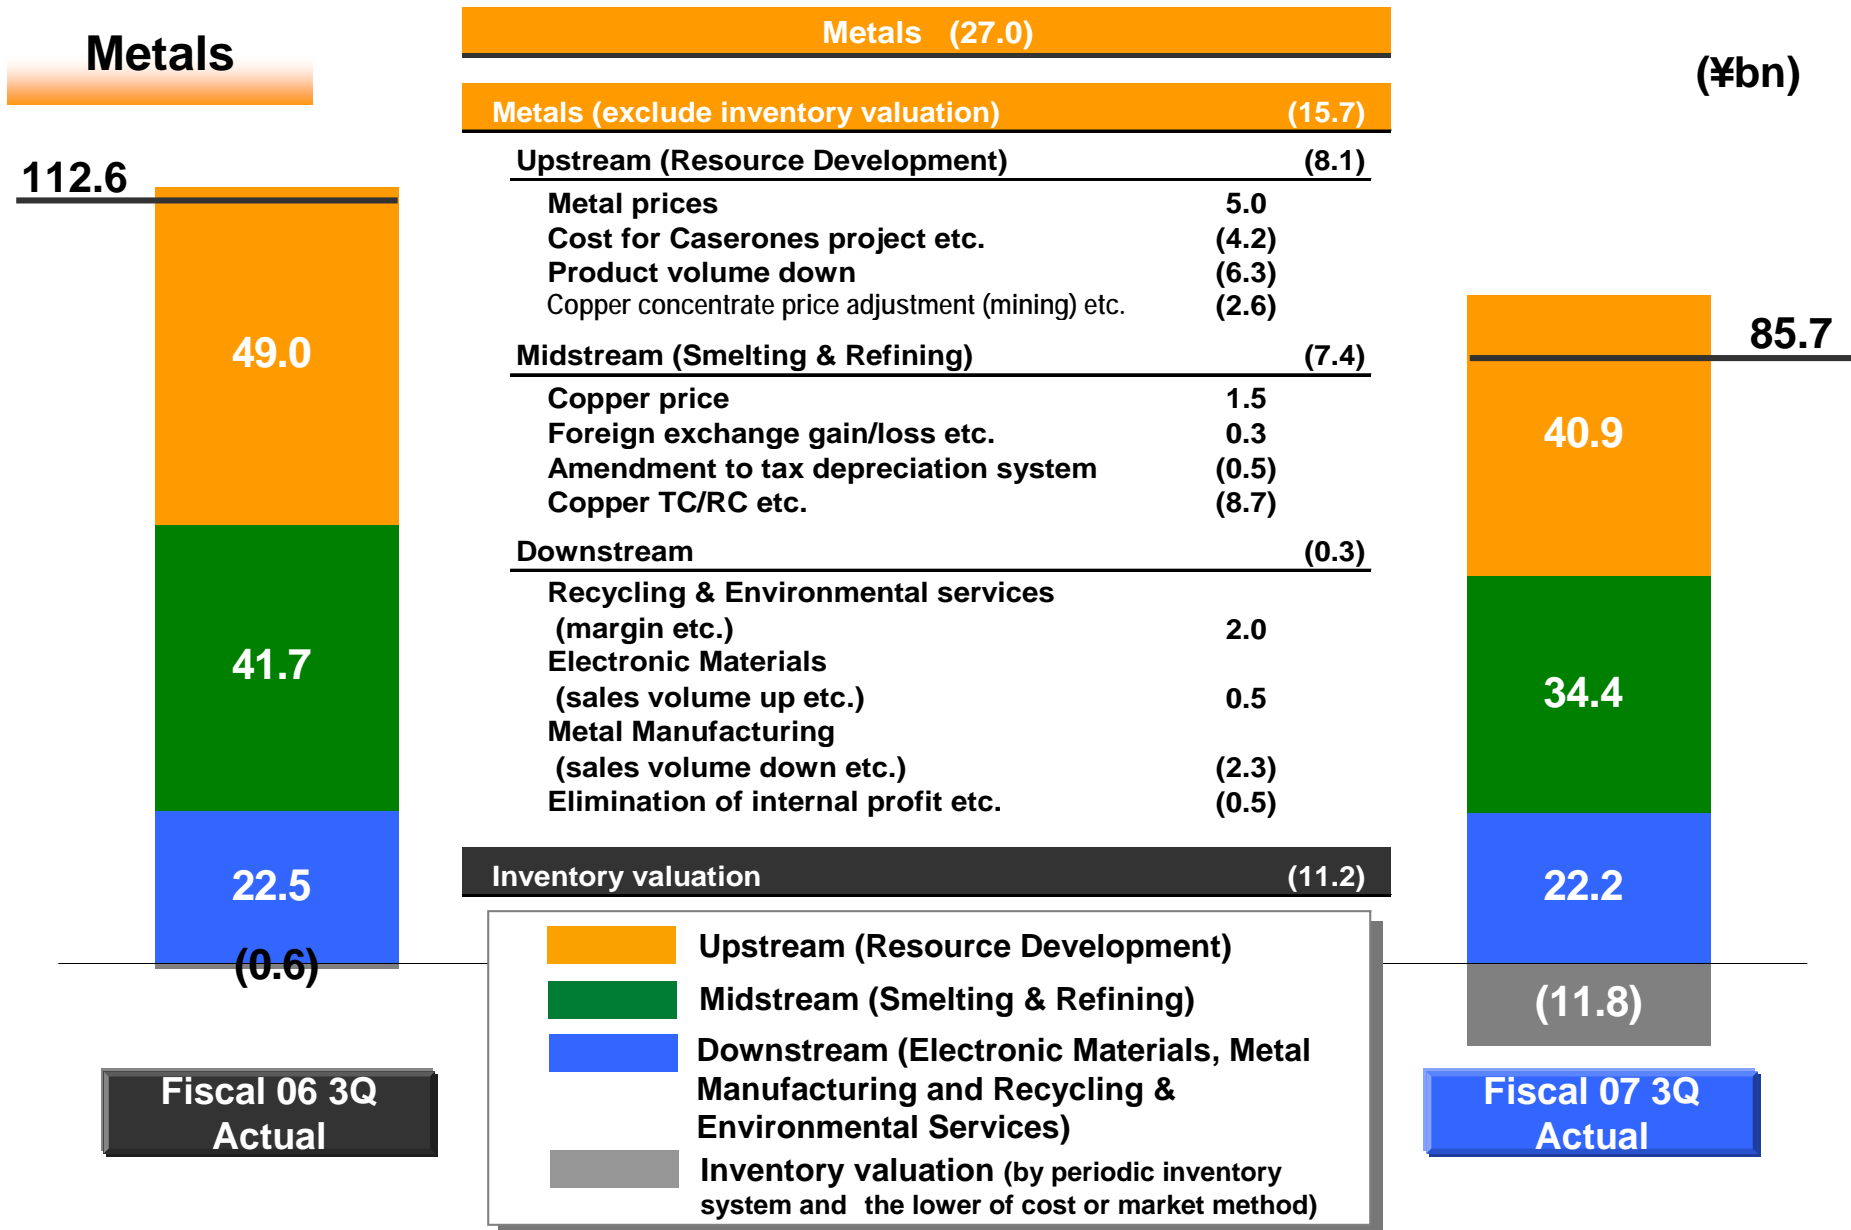 Metals
Metals (27.0)
(¥bn)
Metals (exclude inventory valuation) (15.7)
Upstream (Resource Development) (8.1)
Metal prices 5.0
Cost for Caserones project etc. (4.2)
Product volume down (6.3)
Copper concentrate price adjustment (mining) etc. (2.6)
Midstream (Smelting & Refining) (7.4)
Copper price 1.5
Foreign exchange gain/loss etc. 0.3
Amendment to tax depreciation system (0.5)
Copper TC/RC etc. (8.7)
Downstream (0.3)
Recycling & Environmental services
(margin etc.) 2.0
Electronic Materials
(sales volume up etc.) 0.5
Metal Manufacturing
(sales volume down etc.) (2.3)
Elimination of internal profit etc. (0.5)
Inventory valuation (11.2)
112.6
49.0
41.7
22.5
(0.6)
Fiscal 06 3Q
Actual
85.7
40.9
34.4
22.2
(11.8)
Fiscal 07 3Q
Actual
Upstream (Resource Development)
Midstream (Smelting & Refining)
Downstream (Electronic Materials, Metal
Manufacturing and Recycling &
Environmental Services)
Inventory valuation (by periodic inventory
system and the lower of cost or market method)